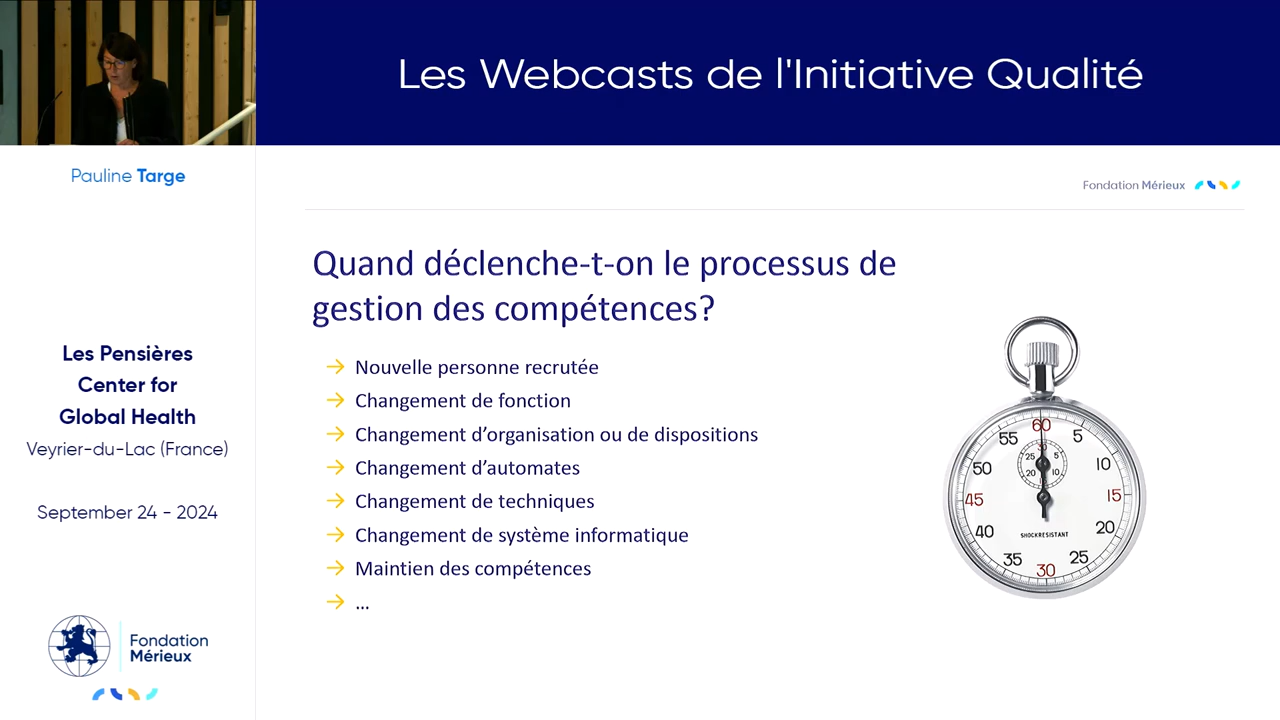 Les Webcasts de l'Initiative Qualité
Pauline Targe
Fondation Mérieux
Quand déclenche-t-on le processus de
gestion des compétences?
→ Nouvelle personne recrutée
→ Changement de fonction
→ Changement d’organisation ou de dispositions
→ Changement d’automates
→ Changement de techniques
→ Changement de système informatique
→ Maintien des compétences
→ ...
60
5
10
15
20
25
30
35
40
45
50
55
SHOCKRESISTANT
Les Pensières
Center for
Global Health
Veyrier-du-Lac (France)
September 24 - 2024
Fondation
Mérieux